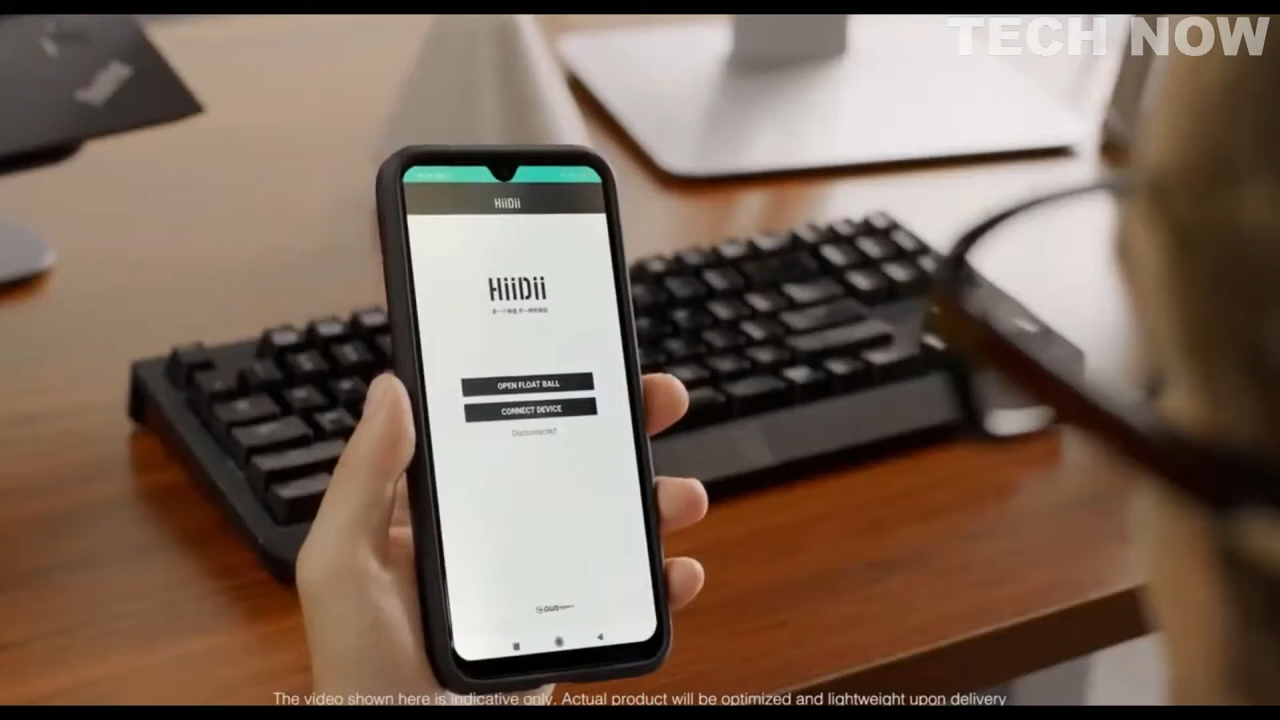 TECH NOW
HiiDii
HiiDii
OPEN FLOAT BALL
CONNECT DEVICE
Disconnected
The video shown here is indicative only. Actual product will be optimized and lightweight upon delivery